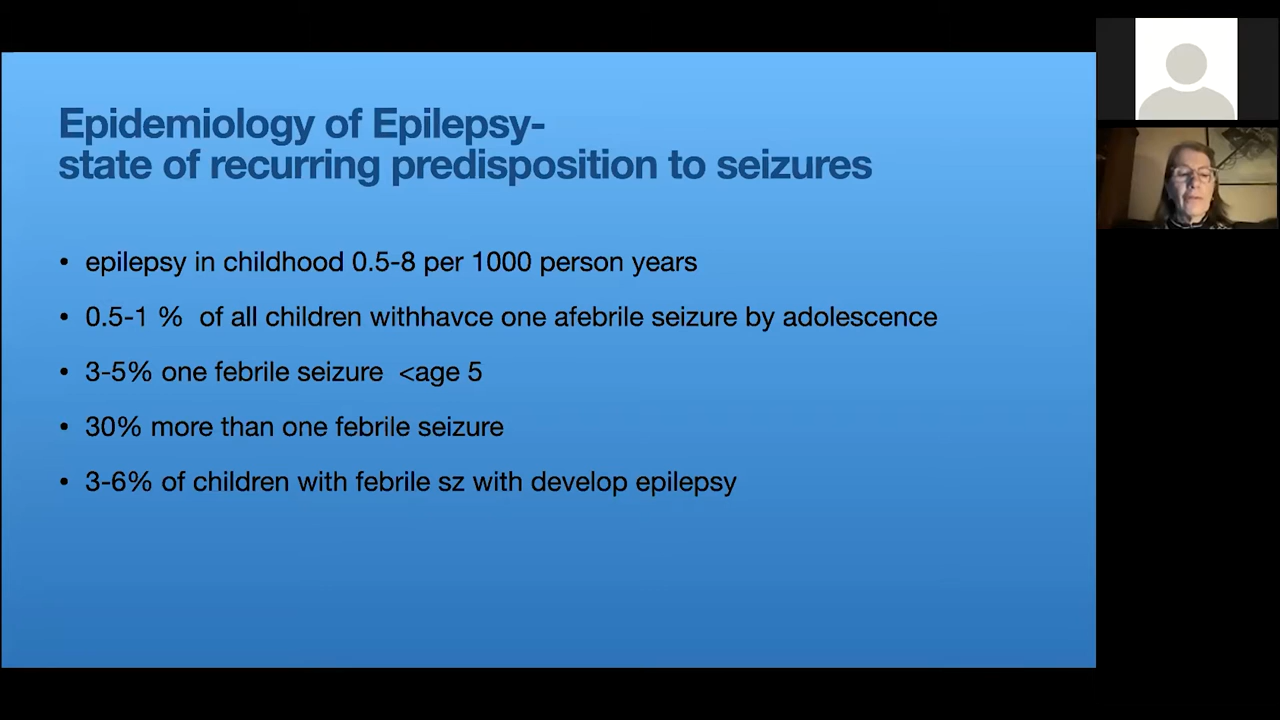 Epidemiology of Epilepsy-
state of recurring predisposition to seizures
• epilepsy in childhood 0.5-8 per 1000 person years
• 0.5-1 % of all children withhavce one afebrile seizure by adolescence
• 3-5% one febrile seizure <age 5
• 30% more than one febrile seizure
• 3-6% of children with febrile sz with develop epilepsy